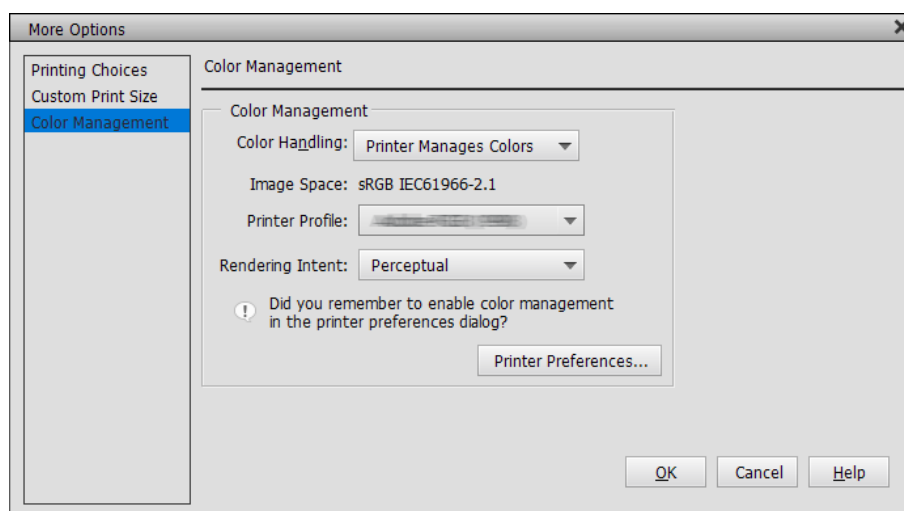 More Options
Printing Choices
Custom Print Size
Color Management
Color Management
Color Management
Color Handling: Printer Manages Colors
Image Space: sRGB IEC61966-2.1
Printer Profile:
Rendering Intent: Perceptual
Did you remember to enable color management
in the printer preferences dialog?
Printer Preferences...
OK Cancel Help